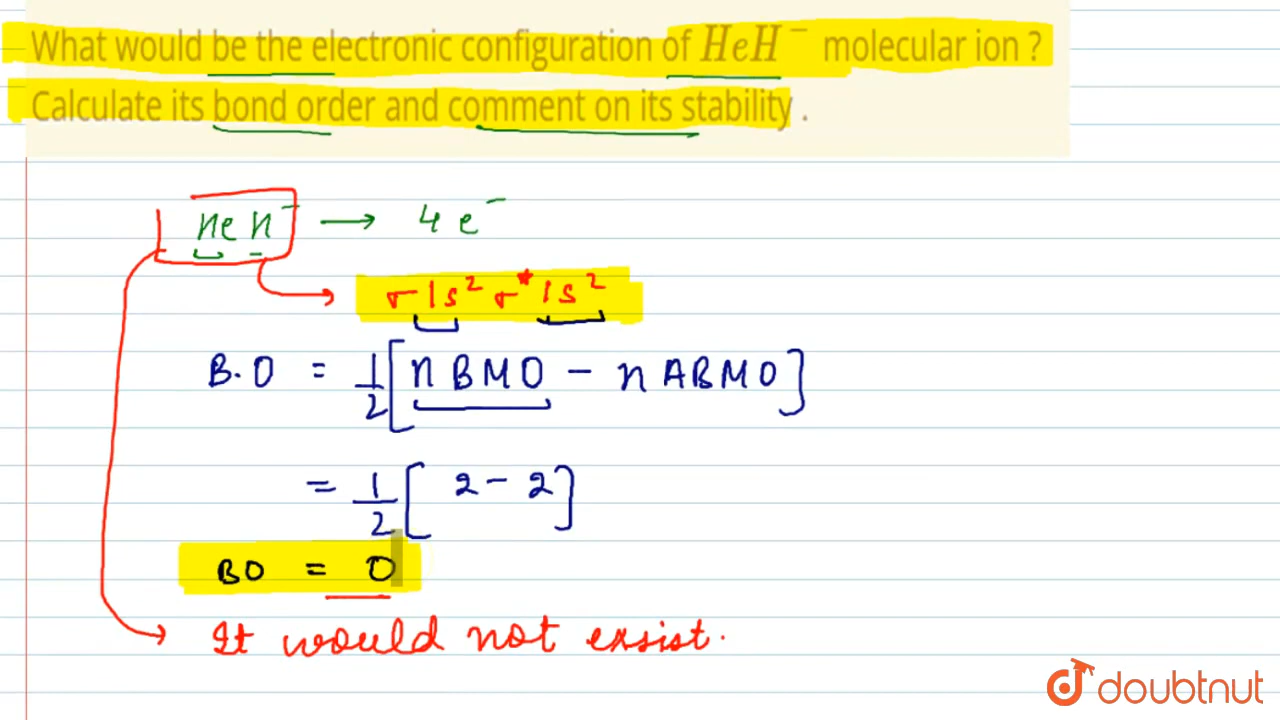 What would be the electronic configuration of HeH⁻ molecular ion ?
Calculate its bond order and comment on its stability .
HeH⁻ → 4 e⁻
σ1s² σ*1s²
B.O = 1/2 [ n BMO − n ABMO ]
= 1/2 [ 2 − 2 ]
BO = 0
It would not exsist.
doubtnut